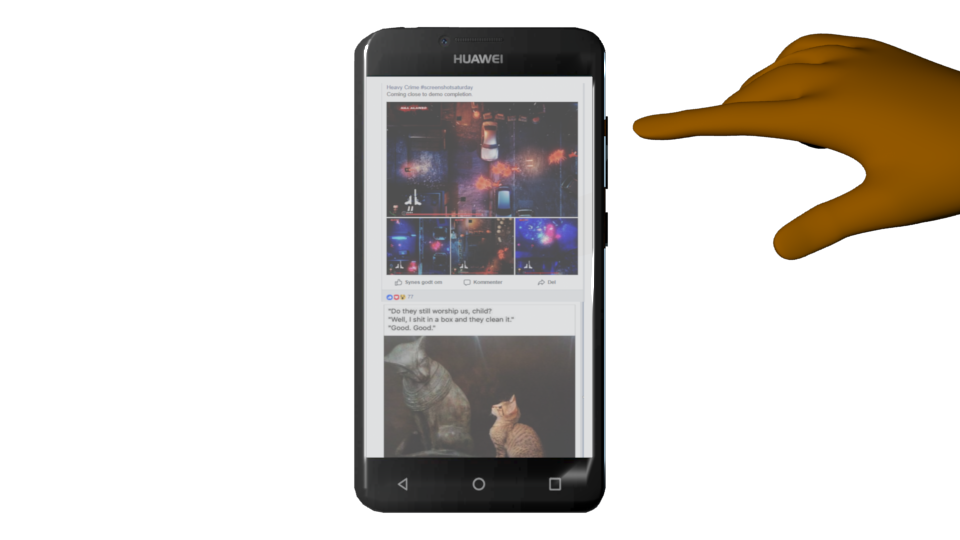 HUAWEI
Heavy Crime #screenshotsaturday
Coming close to demo completion.
Synes godt om
Kommenter
Del
77
"Do they still worship us, child?
"Well, I shit in a box and they clean it."
"Good. Good."